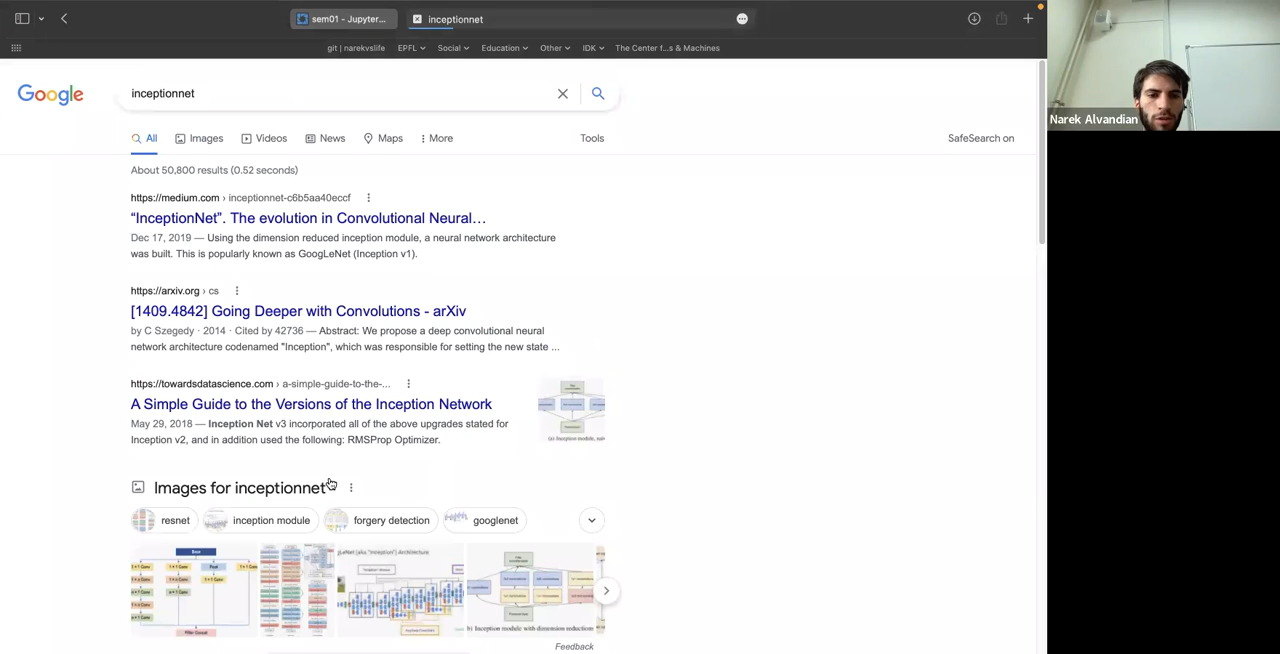 sem01 - Jupyter...
inceptionnet
git | narekvslife
EPFL
Social
Education
Other
IDK
The Center f...s & Machines
Google
inceptionnet
All
Images
Videos
News
Maps
More
Tools
SafeSearch on
About 50,800 results (0.52 seconds)
https://medium.com › inceptionnet-c6b5aa40eccf
“InceptionNet”. The evolution in Convolutional Neural...
Dec 17, 2019 — Using the dimension reduced inception module, a neural network architecture
was built. This is popularly known as GoogLeNet (Inception v1).
https://arxiv.org › cs
[1409.4842] Going Deeper with Convolutions - arXiv
by C Szegedy · 2014 · Cited by 42736 — Abstract: We propose a deep convolutional neural
network architecture codenamed "Inception", which was responsible for setting the new state ...
https://towardsdatascience.com › a-simple-guide-to-the-...
A Simple Guide to the Versions of the Inception Network
May 29, 2018 — Inception Net v3 incorporated all of the above upgrades stated for
Inception v2, and in addition used the following: RMSProp Optimizer.
Images for inceptionnet
resnet
inception module
forgery detection
googlenet
b) Inception module with dimension reductions
Feedback
Narek Alvandian